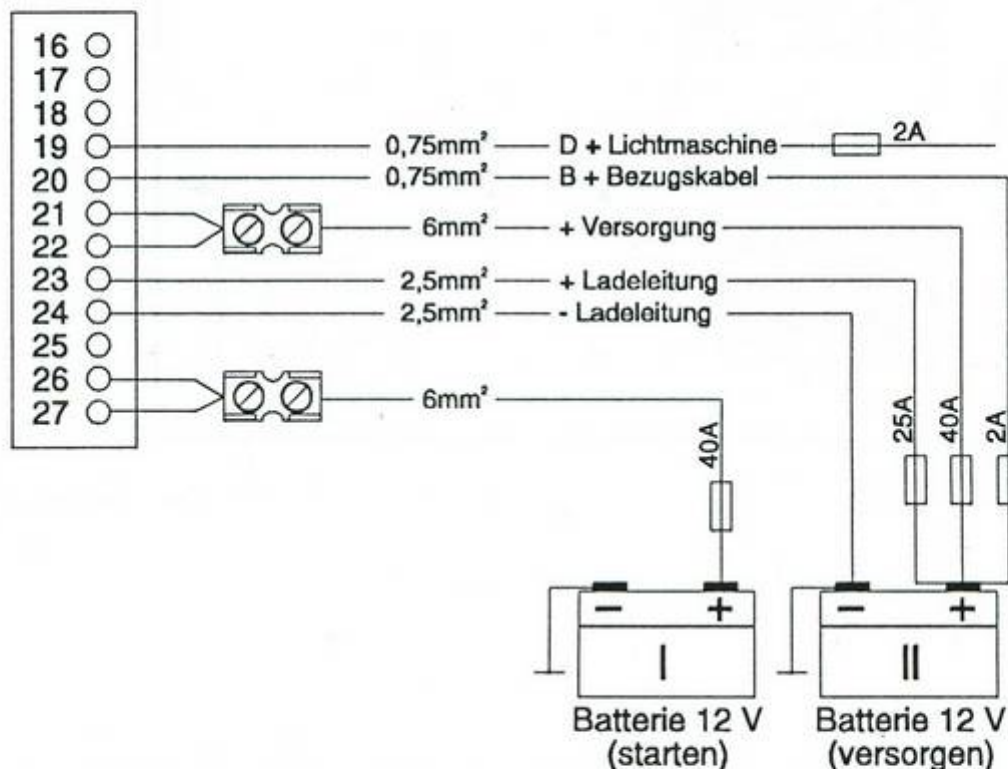 16
17
18
19 0,75mm² D + Lichtmaschine 2A
20 0,75mm² B + Bezugskabel
21
22 6mm² + Versorgung
23 2,5mm² + Ladeleitung
24 2,5mm² - Ladeleitung
25
26
27 6mm²
40A 25A 40A 2A
− + − +
I II
Batterie 12 V Batterie 12 V
(starten) (versorgen)